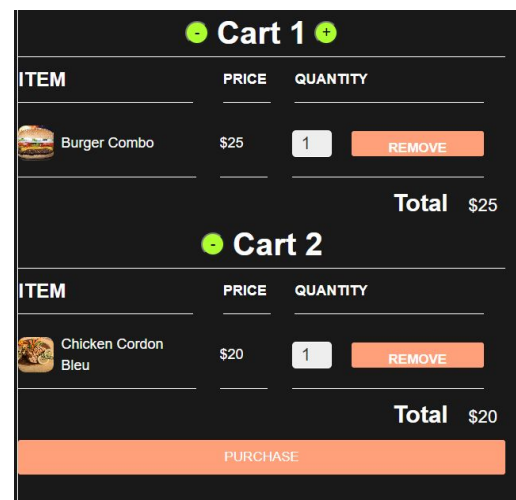 - Cart 1 +
ITEM PRICE QUANTITY
Burger Combo $25 1 REMOVE
Total $25
- Cart 2
ITEM PRICE QUANTITY
Chicken Cordon
Bleu $20 1 REMOVE
Total $20
PURCHASE